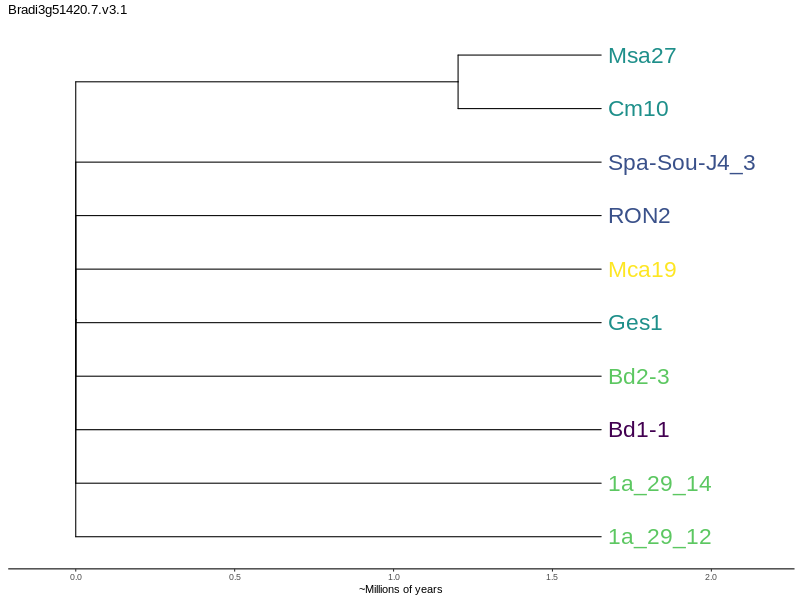 Bradi3g51420.7.v3.1
Msa27
Cm10
Spa-Sou-J4_3
RON2
Mca19
Ges1
Bd2-3
Bd1-1
1a_29_14
1a_29_12
0.0 0.5 1.0 1.5 2.0
~Millions of years